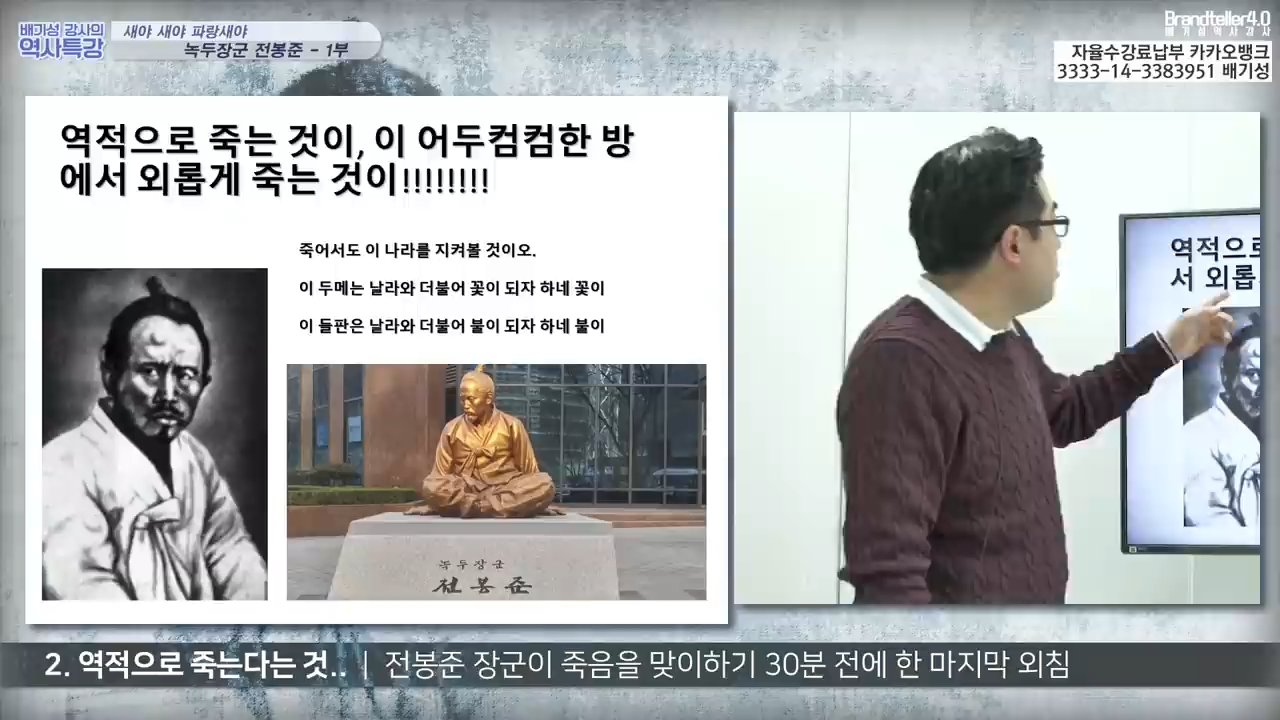 배기성 강사의
역사특강
새야 새야 파랑새야
녹두장군 전봉준 - 1부
Brandteller4.0
배기성역사강사
자율수강료납부 카카오뱅크
3333-14-3383951 배기성
역적으로 죽는 것이, 이 어두컴컴한 방
에서 외롭게 죽는 것이!!!!!!!!
죽어서도 이 나라를 지켜볼 것이오.
이 두메는 날라와 더불어 꽃이 되자 하네 꽃이
이 들판은 날라와 더불어 불이 되자 하네 불이
녹두장군
전봉준
역적으로
서 외롭
2. 역적으로 죽는다는 것.. | 전봉준 장군이 죽음을 맞이하기 30분 전에 한 마지막 외침